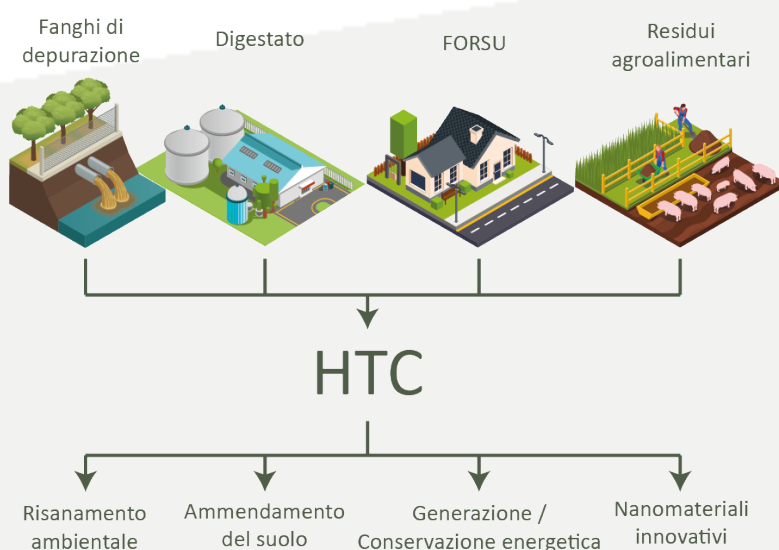 Fanghi di
depurazione
Digestato
FORSU
Residui
agroalimentari
HTC
Risanamento
ambientale
Ammendamento
del suolo
Generazione /
Conservazione energetica
Nanomateriali
innovativi